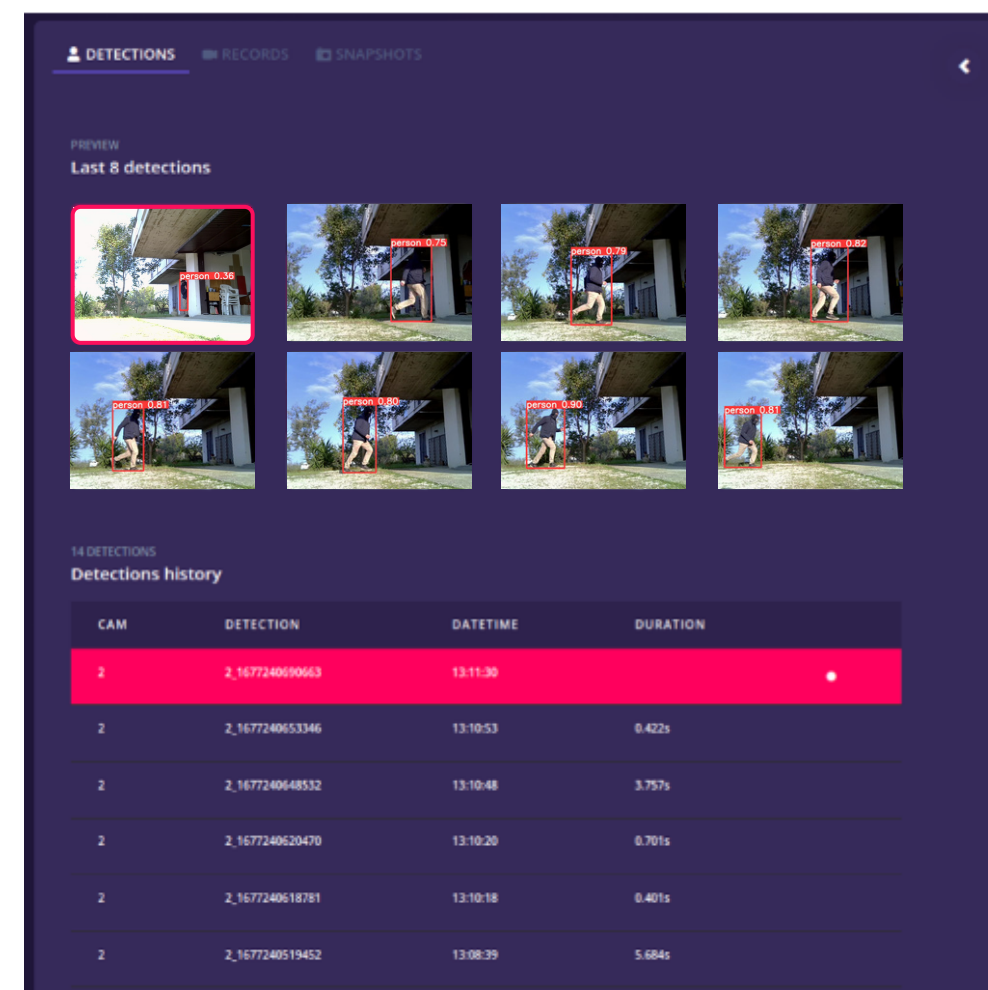 DETECTIONS RECORDS SNAPSHOTS
PREVIEW
Last 8 detections
person 0.36
person 0.75
person 0.79
person 0.82
person 0.81
person 0.80
person 0.90
person 0.81
14 DETECTIONS
Detections history
CAM DETECTION DATETIME DURATION
2 2_1677240690663 13:11:30
2 2_1677240653346 13:10:53 0.422s
2 2_1677240648532 13:10:48 3.757s
2 2_1677240620470 13:10:20 0.701s
2 2_1677240618781 13:10:18 0.401s
2 2_1677240519452 13:08:39 5.684s